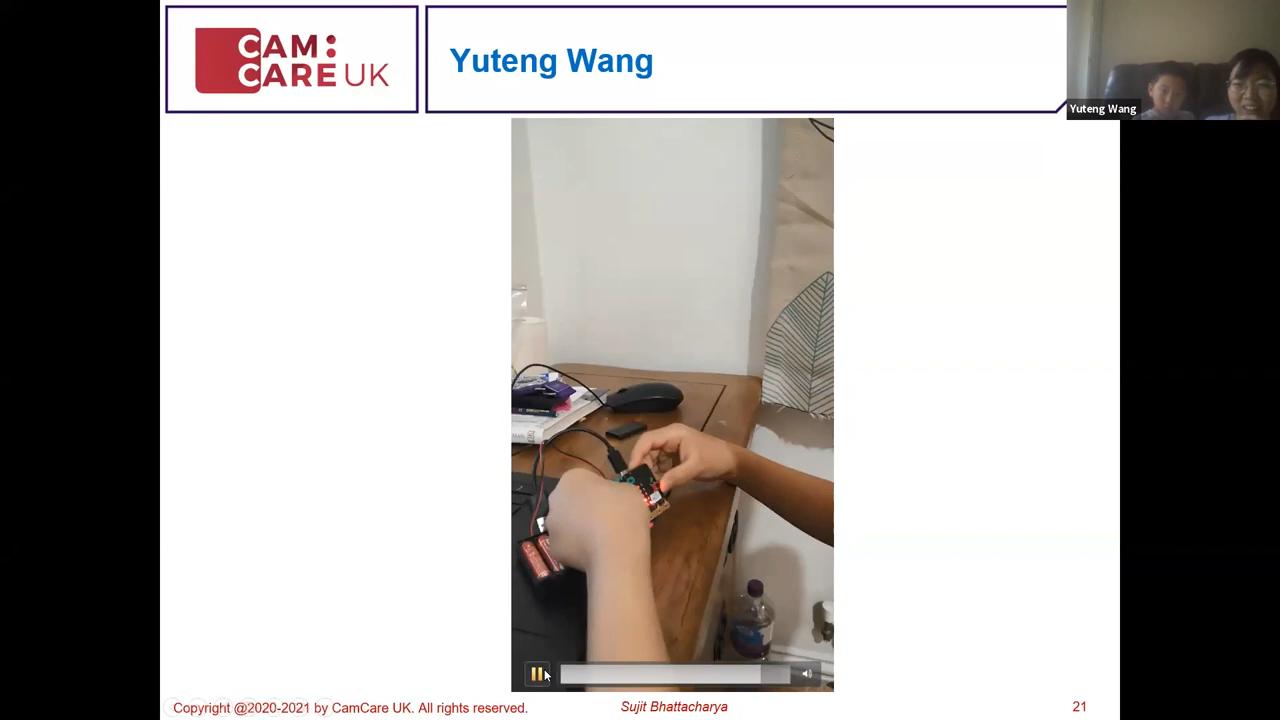 CAM:
CARE UK
Yuteng Wang
Yuteng Wang
Copyright @2020-2021 by CamCare UK. All rights reserved.
Sujit Bhattacharya
21